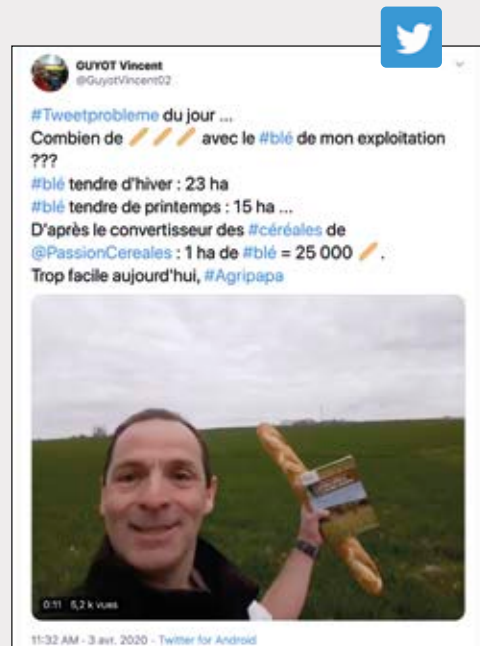 GUYOT Vincent
@GuyotVincent02
#Tweetprobleme du jour ...
Combien de 🥖🥖🥖 avec le #blé de mon exploitation
???
#blé tendre d'hiver : 23 ha
#blé tendre de printemps : 15 ha ...
D'après le convertisseur des #céréales de
@PassionCereales : 1 ha de #blé = 25 000 🥖.
Trop facile aujourd'hui, #Agripapa
0:11 5,2 k vues
11:32 AM - 3 avr. 2020 - Twitter for Android